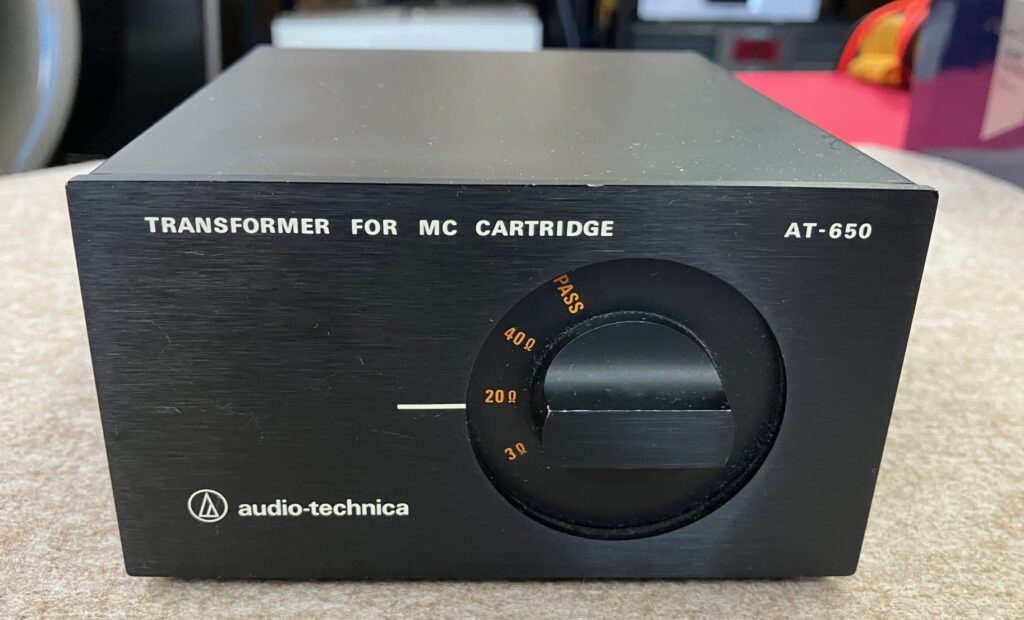 TRANSFORMER FOR MC CARTRIDGE AT-650
PASS
40Ω
20Ω
3Ω
audio-technica